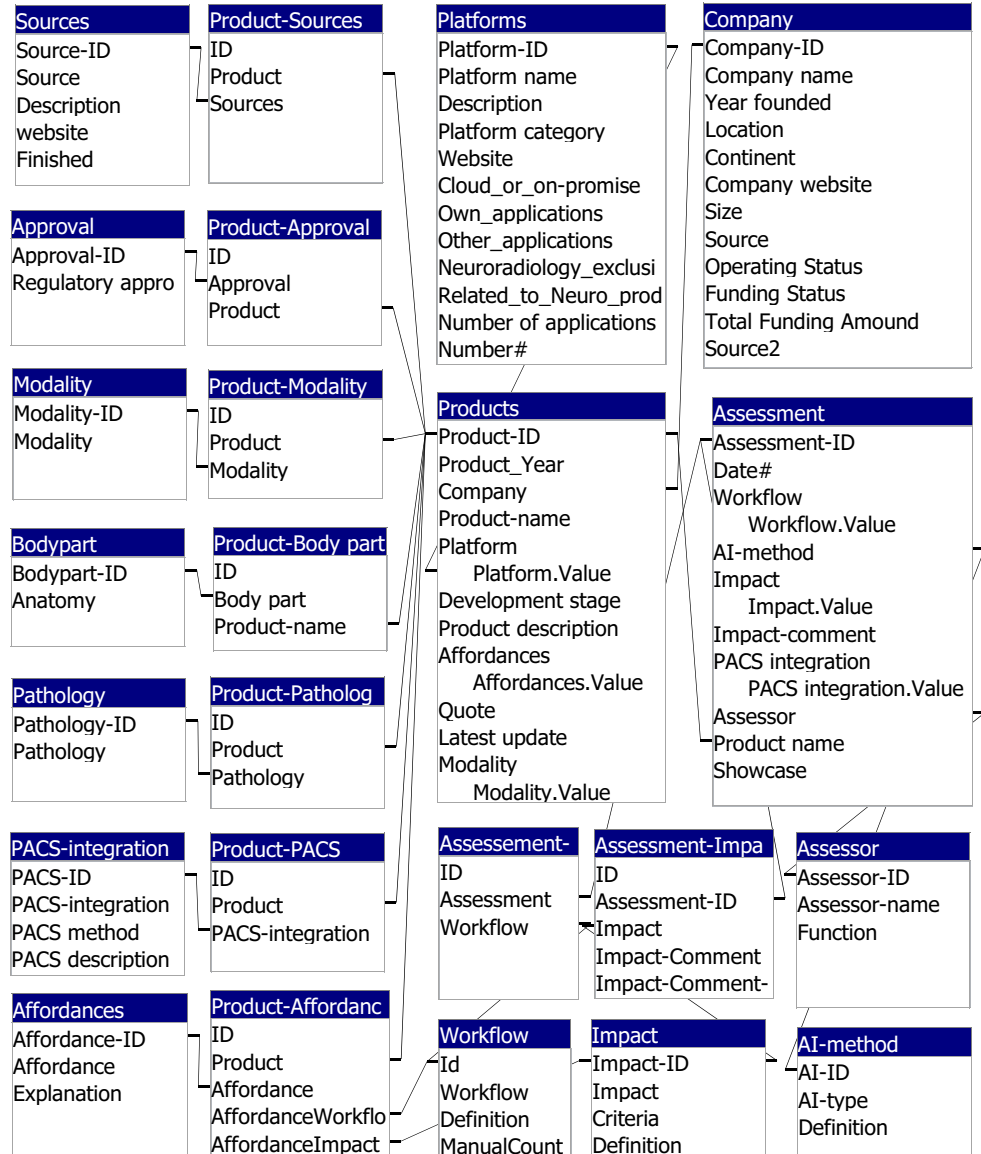 Sources
Source-ID
Source
Description
website
Finished
Product-Sources
ID
Product
Sources
Platforms
Platform-ID
Platform name
Description
Platform category
Website
Cloud_or_on-promise
Own_applications
Other_applications
Neuroradiology_exclusi
Related_to_Neuro_prod
Number of applications
Number#
Company
Company-ID
Company name
Year founded
Location
Continent
Company website
Size
Source
Operating Status
Funding Status
Total Funding Amound
Source2
Approval
Approval-ID
Regulatory appro
Product-Approval
ID
Approval
Product
Modality
Modality-ID
Modality
Product-Modality
ID
Product
Modality
Products
Product-ID
Product_Year
Company
Product-name
Platform
Platform.Value
Development stage
Product description
Affordances
Affordances.Value
Quote
Latest update
Modality
Modality.Value
Assessment
Assessment-ID
Date#
Workflow
Workflow.Value
AI-method
Impact
Impact.Value
Impact-comment
PACS integration
PACS integration.Value
Assessor
Product name
Showcase
Bodypart
Bodypart-ID
Anatomy
Product-Body part
ID
Body part
Product-name
Pathology
Pathology-ID
Pathology
Product-Patholog
ID
Product
Pathology
PACS-integration
PACS-ID
PACS-integration
PACS method
PACS description
Product-PACS
ID
Product
PACS-integration
Assessement-
ID
Assessment
Workflow
Assessment-Impa
ID
Assessment-ID
Impact
Impact-Comment
Impact-Comment-
Assessor
Assessor-ID
Assessor-name
Function
Affordances
Affordance-ID
Affordance
Explanation
Product-Affordanc
ID
Product
Affordance
AffordanceWorkflo
AffordanceImpact
Workflow
Id
Workflow
Definition
ManualCount
Impact
Impact-ID
Impact
Criteria
Definition
AI-method
AI-ID
AI-type
Definition